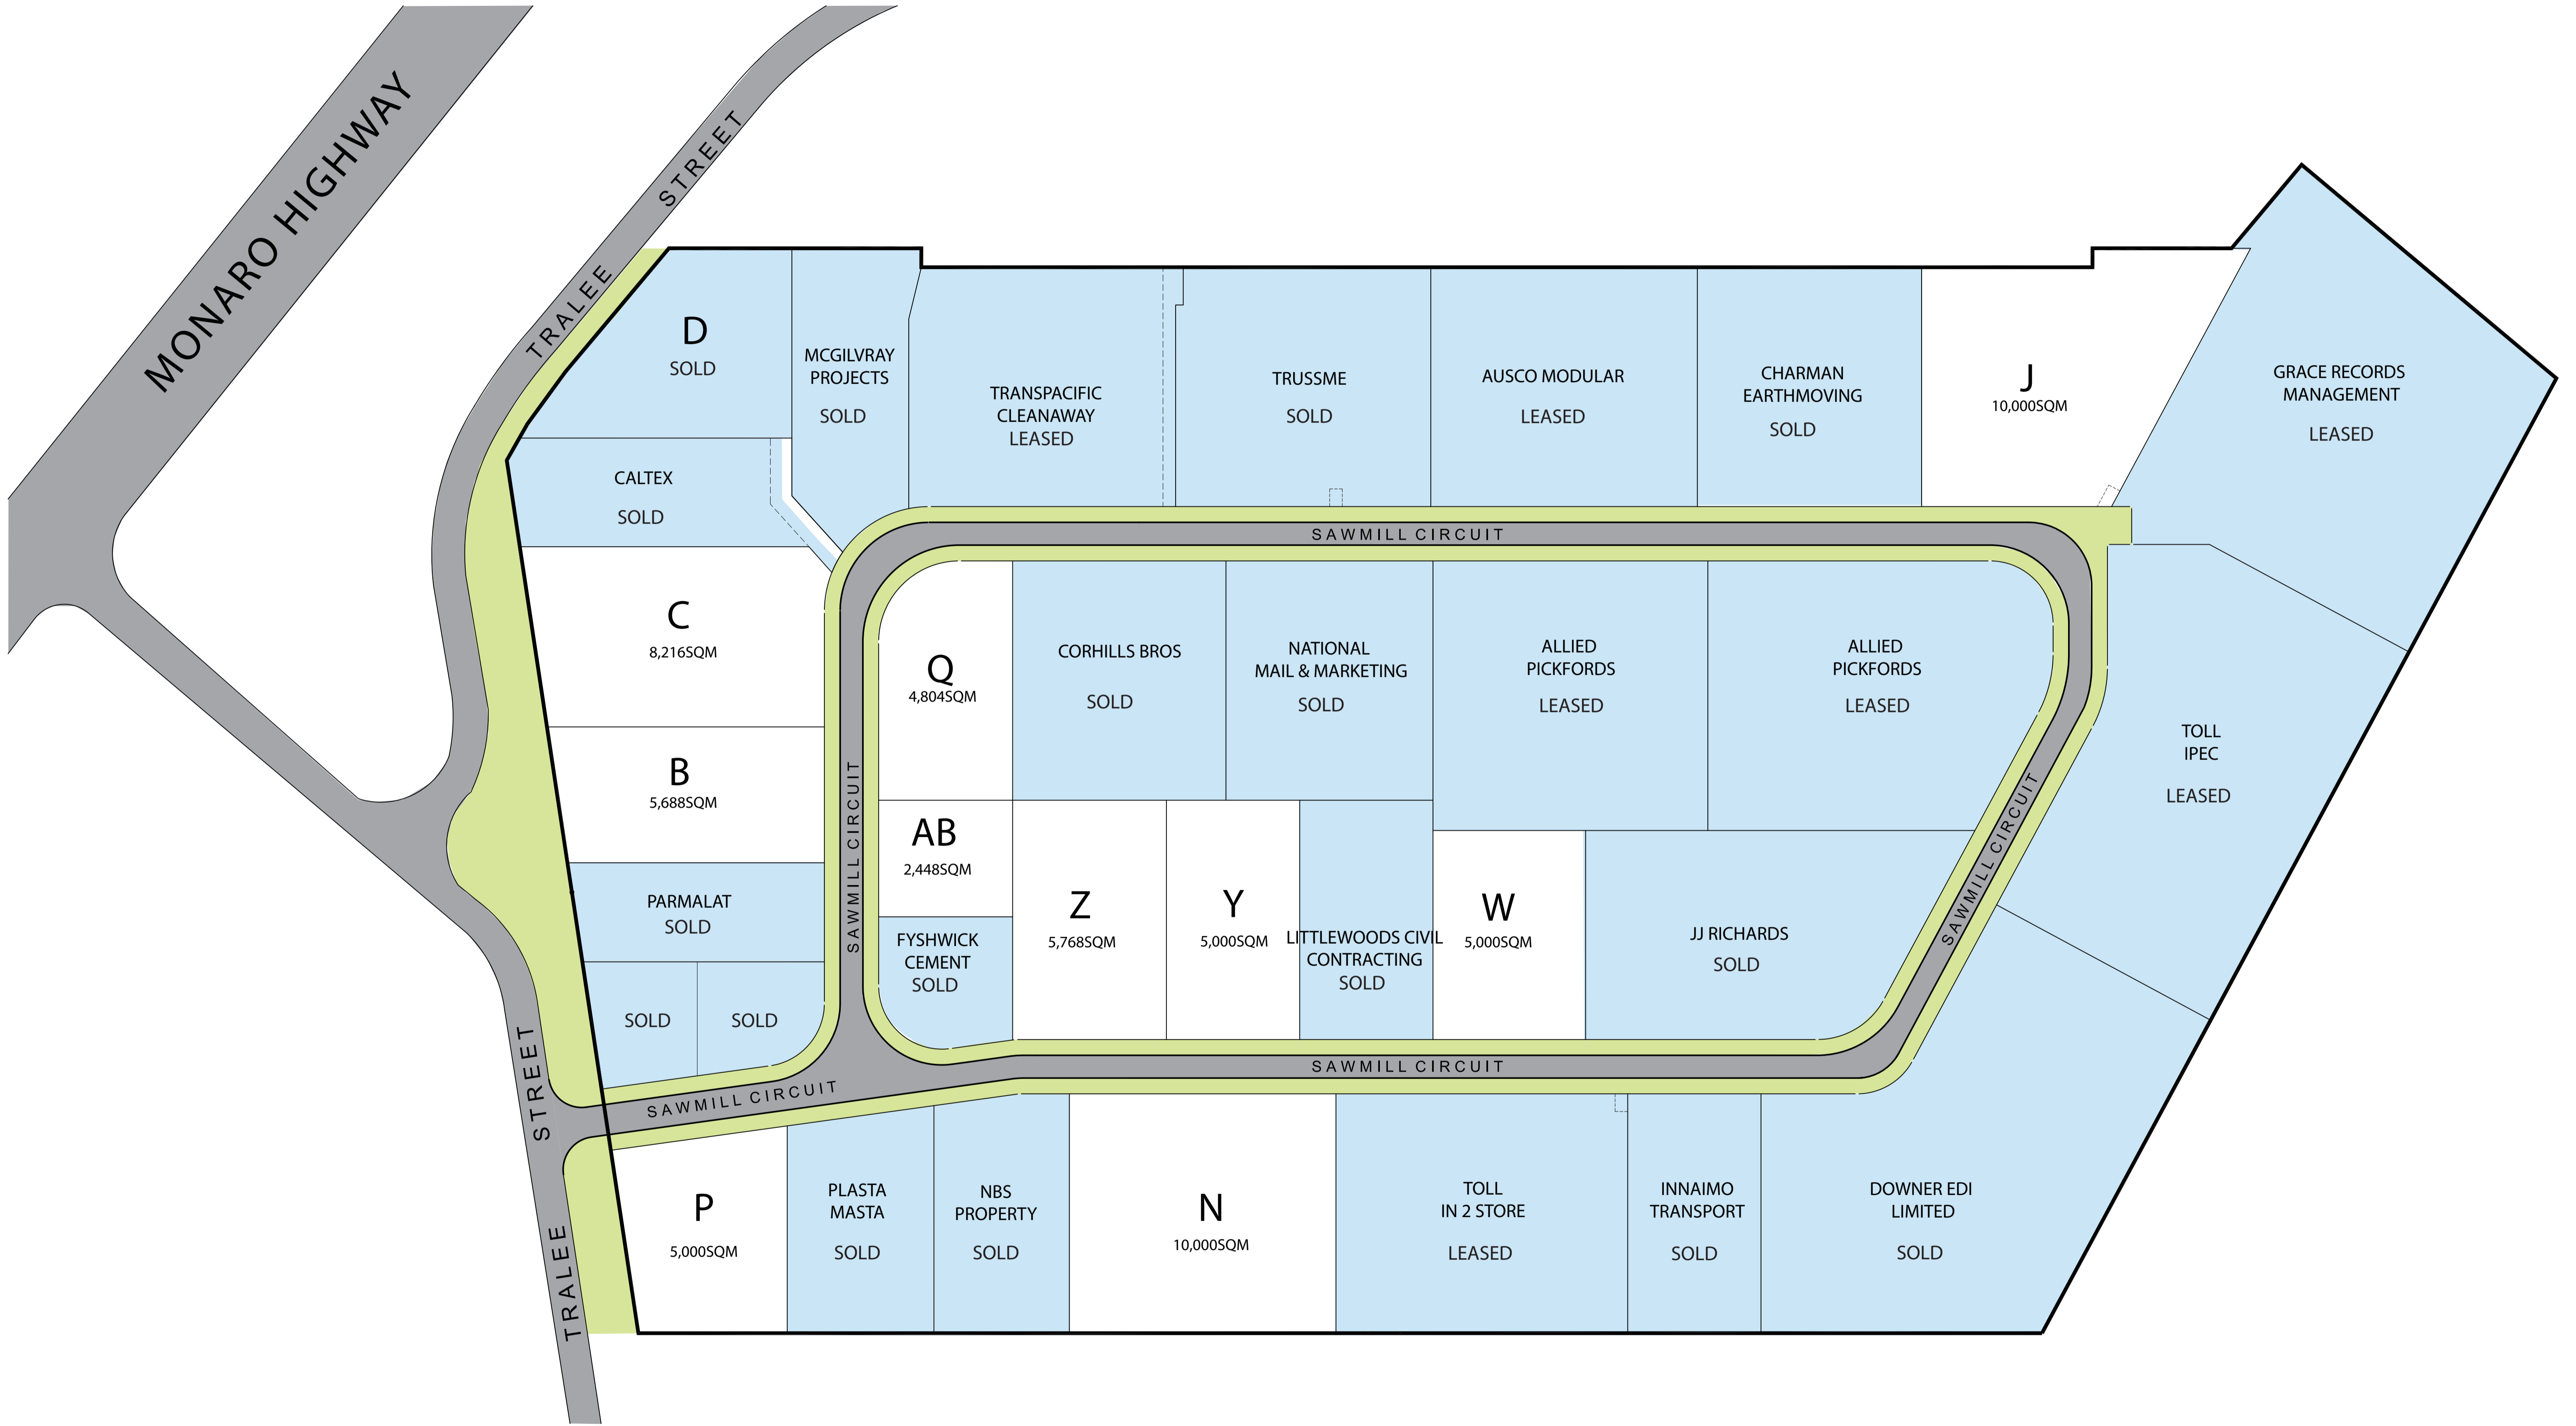 MONARO HIGHWAY
TRALEE STREET
D
SOLD
MCGILVRAY
PROJECTS
SOLD
TRANSPACIFIC
CLEANAWAY
LEASED
TRUSSME
SOLD
AUSCO MODULAR
LEASED
CHARMAN
EARTHMOVING
SOLD
J
10,000SQM
GRACE RECORDS
MANAGEMENT
LEASED
CALTEX
SOLD
SAWMILL CIRCUIT
C
8,216SQM
Q
4,804SQM
CORHILLS BROS
SOLD
NATIONAL
MAIL & MARKETING
SOLD
ALLIED
PICKFORDS
LEASED
ALLIED
PICKFORDS
LEASED
TOLL
IPEC
LEASED
B
5,688SQM
SAWMILL CIRCUIT
AB
2,448SQM
Z
5,768SQM
Y
5,000SQM
LITTLEWOODS CIVIL
CONTRACTING
SOLD
W
5,000SQM
JJ RICHARDS
SOLD
SAWMILL CIRCUIT
PARMALAT
SOLD
FYSHWICK
CEMENT
SOLD
SOLD
SOLD
SAWMILL CIRCUIT
SAWMILL CIRCUIT
TRALEE STREET
P
5,000SQM
PLASTA
MASTA
SOLD
NBS
PROPERTY
SOLD
N
10,000SQM
TOLL
IN 2 STORE
LEASED
INNAIMO
TRANSPORT
SOLD
DOWNER EDI
LIMITED
SOLD